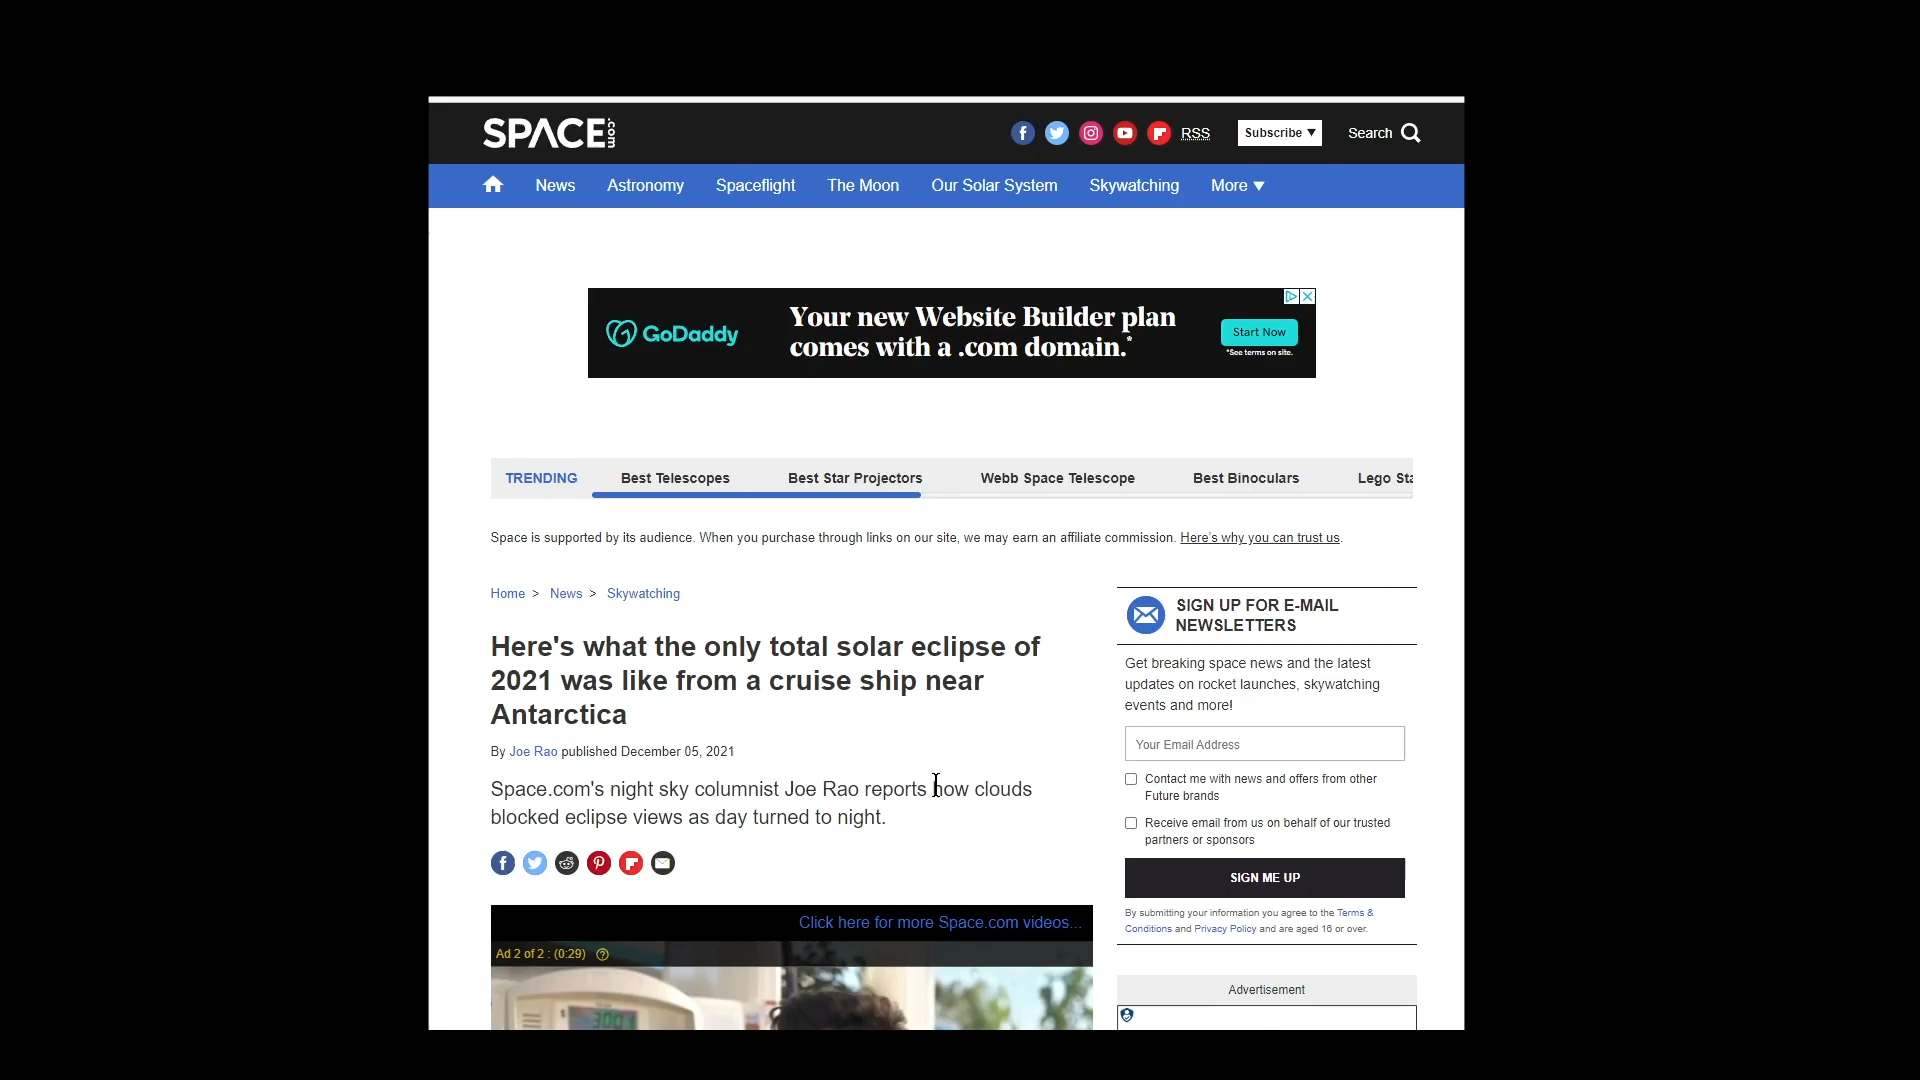 SPACE.com
RSS
Subscribe ▼
Search
News
Astronomy
Spaceflight
The Moon
Our Solar System
Skywatching
More ▼
GoDaddy
Your new Website Builder plan
comes with a .com domain.*
Start Now
*See terms on site.
TRENDING
Best Telescopes
Best Star Projectors
Webb Space Telescope
Best Binoculars
Lego Sta
Space is supported by its audience. When you purchase through links on our site, we may earn an affiliate commission. Here's why you can trust us.
Home > News > Skywatching
Here's what the only total solar eclipse of
2021 was like from a cruise ship near
Antarctica
By Joe Rao published December 05, 2021
Space.com's night sky columnist Joe Rao reports how clouds
blocked eclipse views as day turned to night.
Click here for more Space.com videos...
Ad 2 of 2 : (0:29)
300
SIGN UP FOR E-MAIL
NEWSLETTERS
Get breaking space news and the latest
updates on rocket launches, skywatching
events and more!
Your Email Address
Contact me with news and offers from other
Future brands
Receive email from us on behalf of our trusted
partners or sponsors
SIGN ME UP
By submitting your information you agree to the Terms &
Conditions and Privacy Policy and are aged 16 or over.
Advertisement